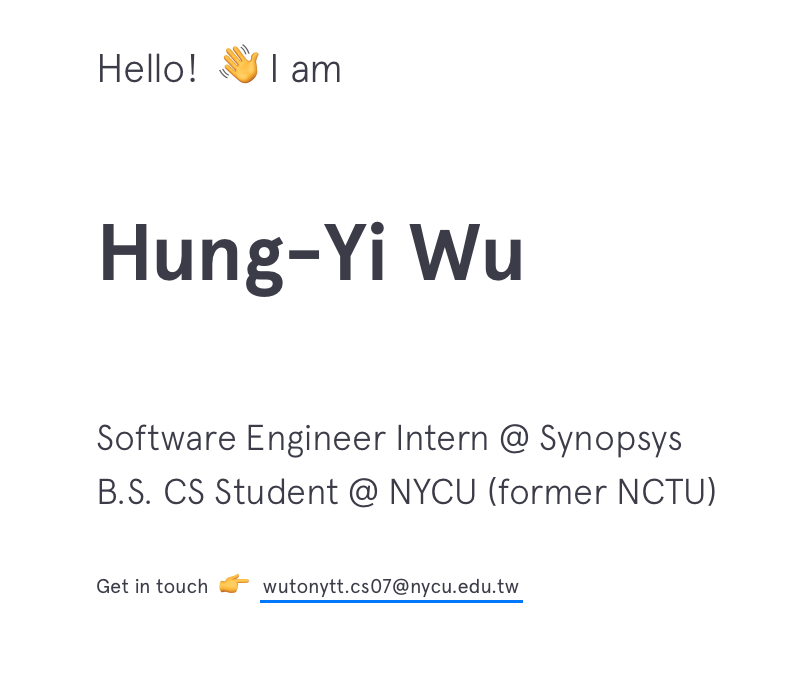 Hello! 👋 I am
Hung-Yi Wu
Software Engineer Intern @ Synopsys
B.S. CS Student @ NYCU (former NCTU)
Get in touch 👉 wutonytt.cs07@nycu.edu.tw